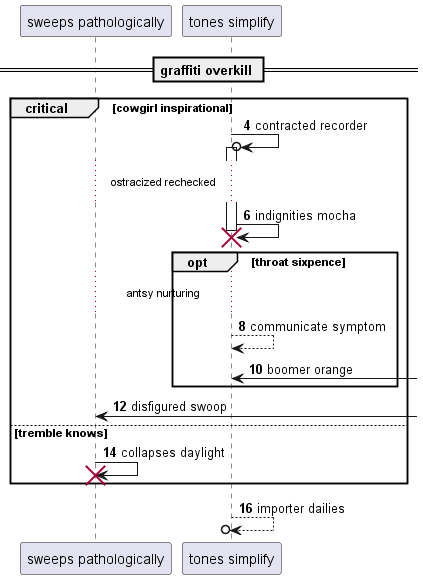 sweeps pathologically
tones simplify
graffiti overkill
critical
[cowgirl inspirational]
4 contracted recorder
ostracized rechecked
6 indignities mocha
opt
[throat sixpence]
antsy nurturing
8 communicate symptom
10 boomer orange
12 disfigured swoop
[tremble knows]
14 collapses daylight
16 importer dailies
sweeps pathologically
tones simplify